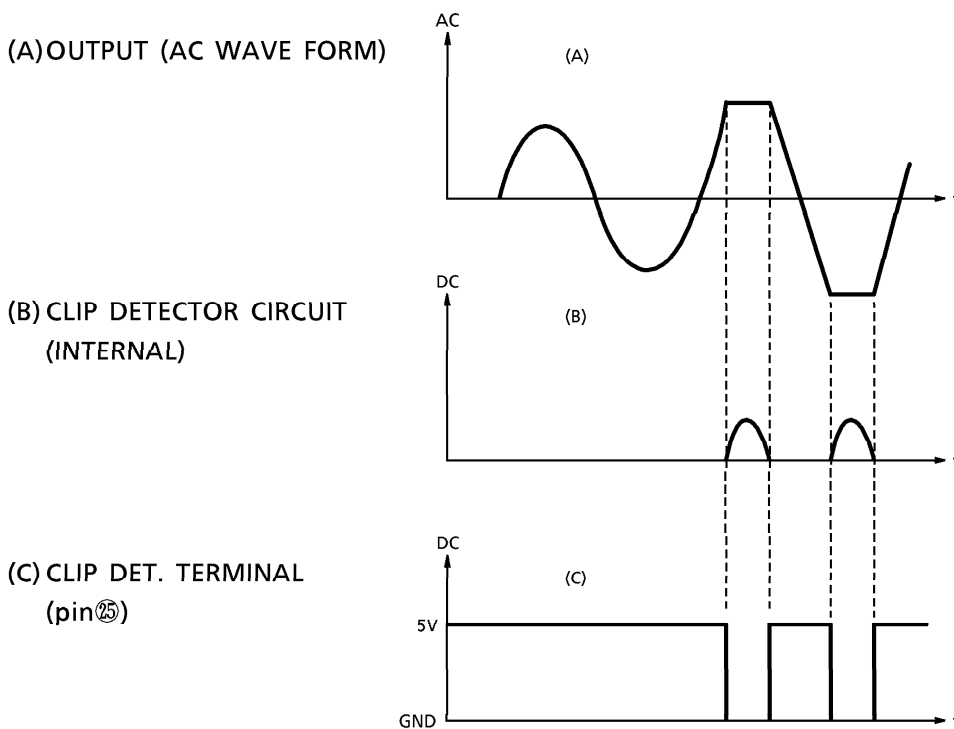 AC
(A) OUTPUT (AC WAVE FORM)
(A)
DC
(B) CLIP DETECTOR CIRCUIT
(INTERNAL)
(B)
DC
(C) CLIP DET. TERMINAL
(pin㉕)
(C)
5V
GND